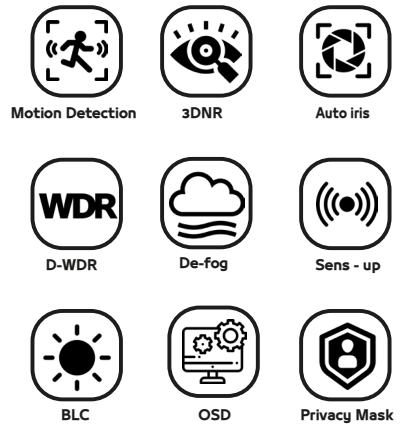 Motion Detection
3DNR
Auto iris
WDR
D-WDR
De-fog
Sens - up
BLC
OSD
Privacy Mask